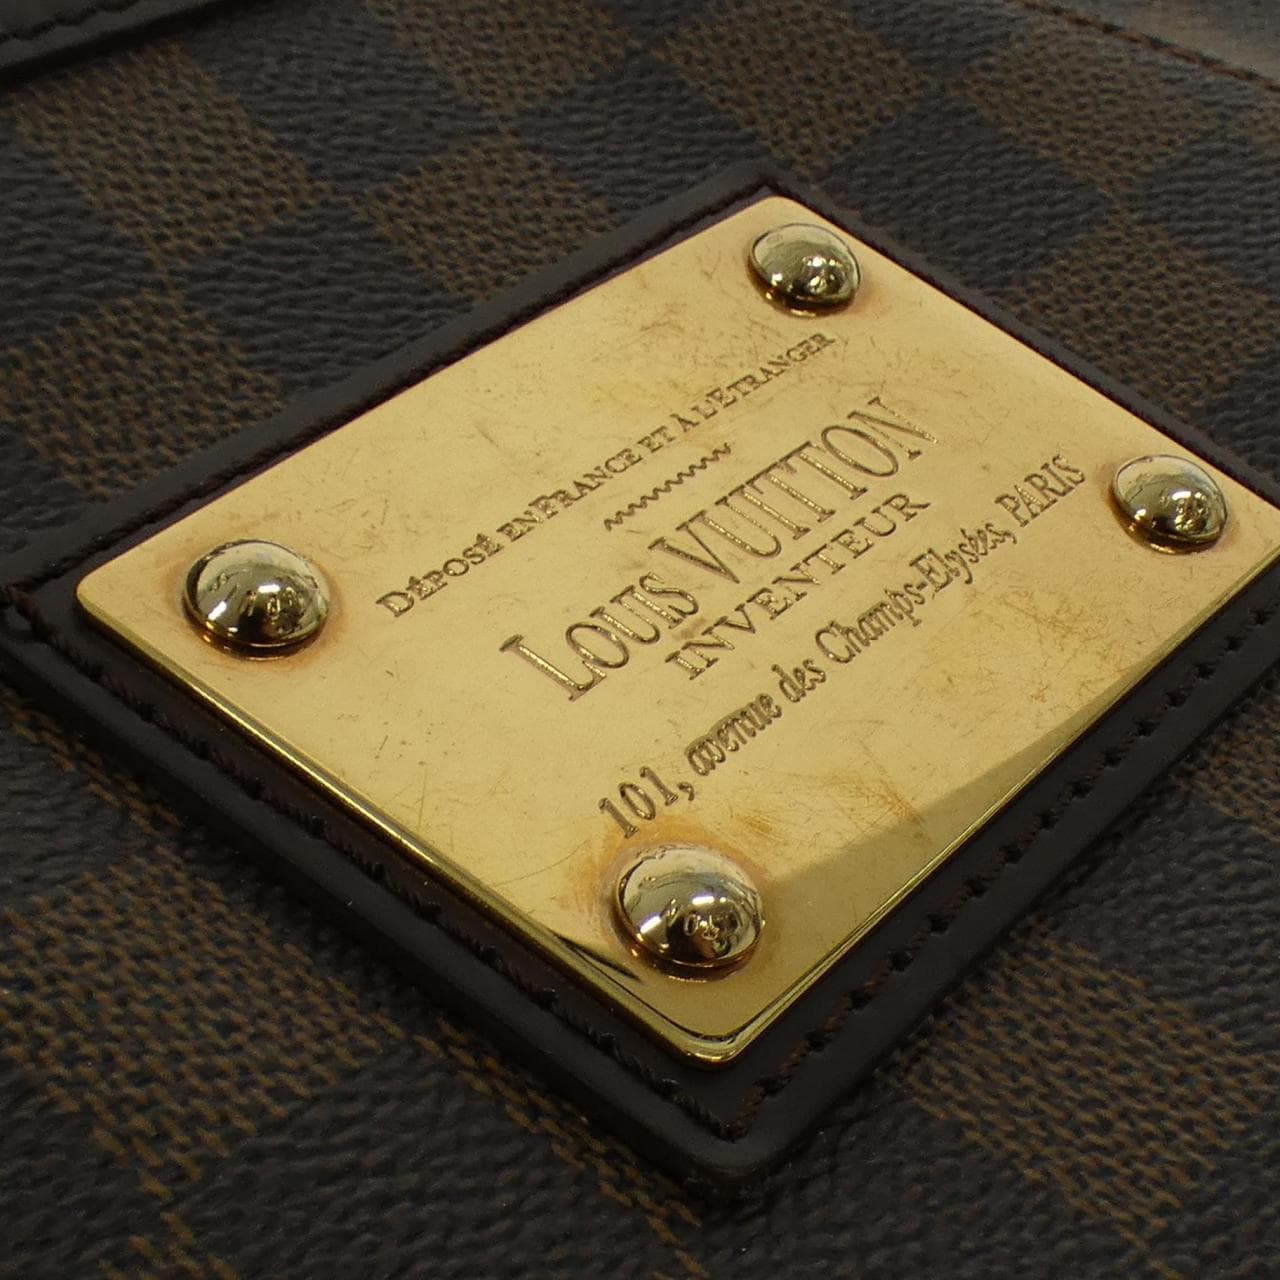 DÉPOSÉ EN FRANCE ET À L'ÉTRANGER
LOUIS VUITTON
INVENTEUR
101, avenue des Champs-Elysées, PARIS